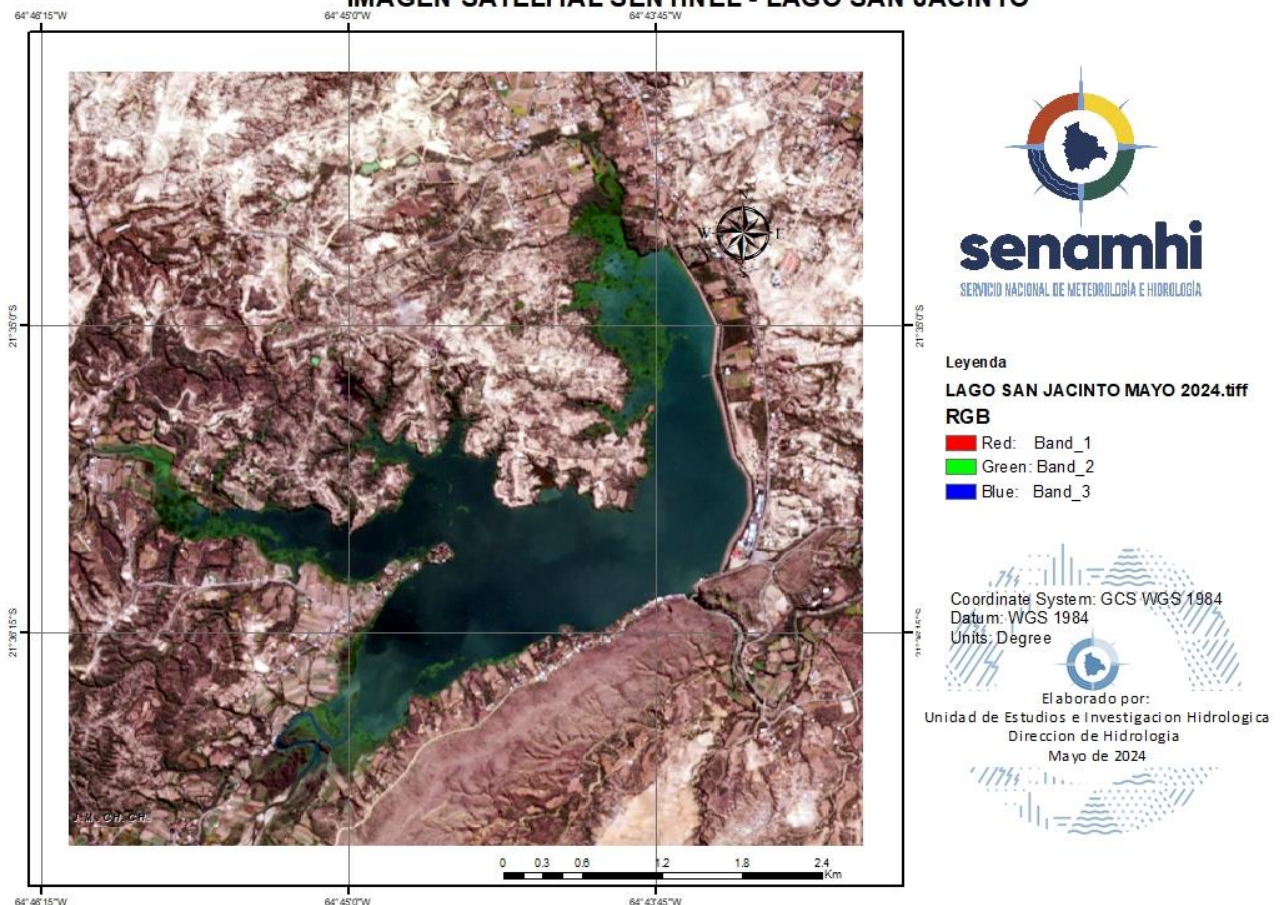 IMAGEN SATELITAL SENTINEL - LAGO SAN JACINTO
64°46'15"W 64°45'0"W 64°43'45"W
N
W E
S
21°35'0"S 21°35'0"S
21°36'15"S 21°36'15"S
J.M.CH.CH.
0 0.3 0.6 1.2 1.8 2.4
Km
64°46'15"W 64°45'0"W 64°43'45"W
senamhi
SERVICIO NACIONAL DE METEOROLOGÍA E HIDROLOGÍA
Leyenda
LAGO SAN JACINTO MAYO 2024.tiff
RGB
Red: Band_1
Green: Band_2
Blue: Band_3
Coordinate System: GCS WGS 1984
Datum: WGS 1984
Units: Degree
Elaborado por:
Unidad de Estudios e Investigacion Hidrologica
Direccion de Hidrologia
Mayo de 2024